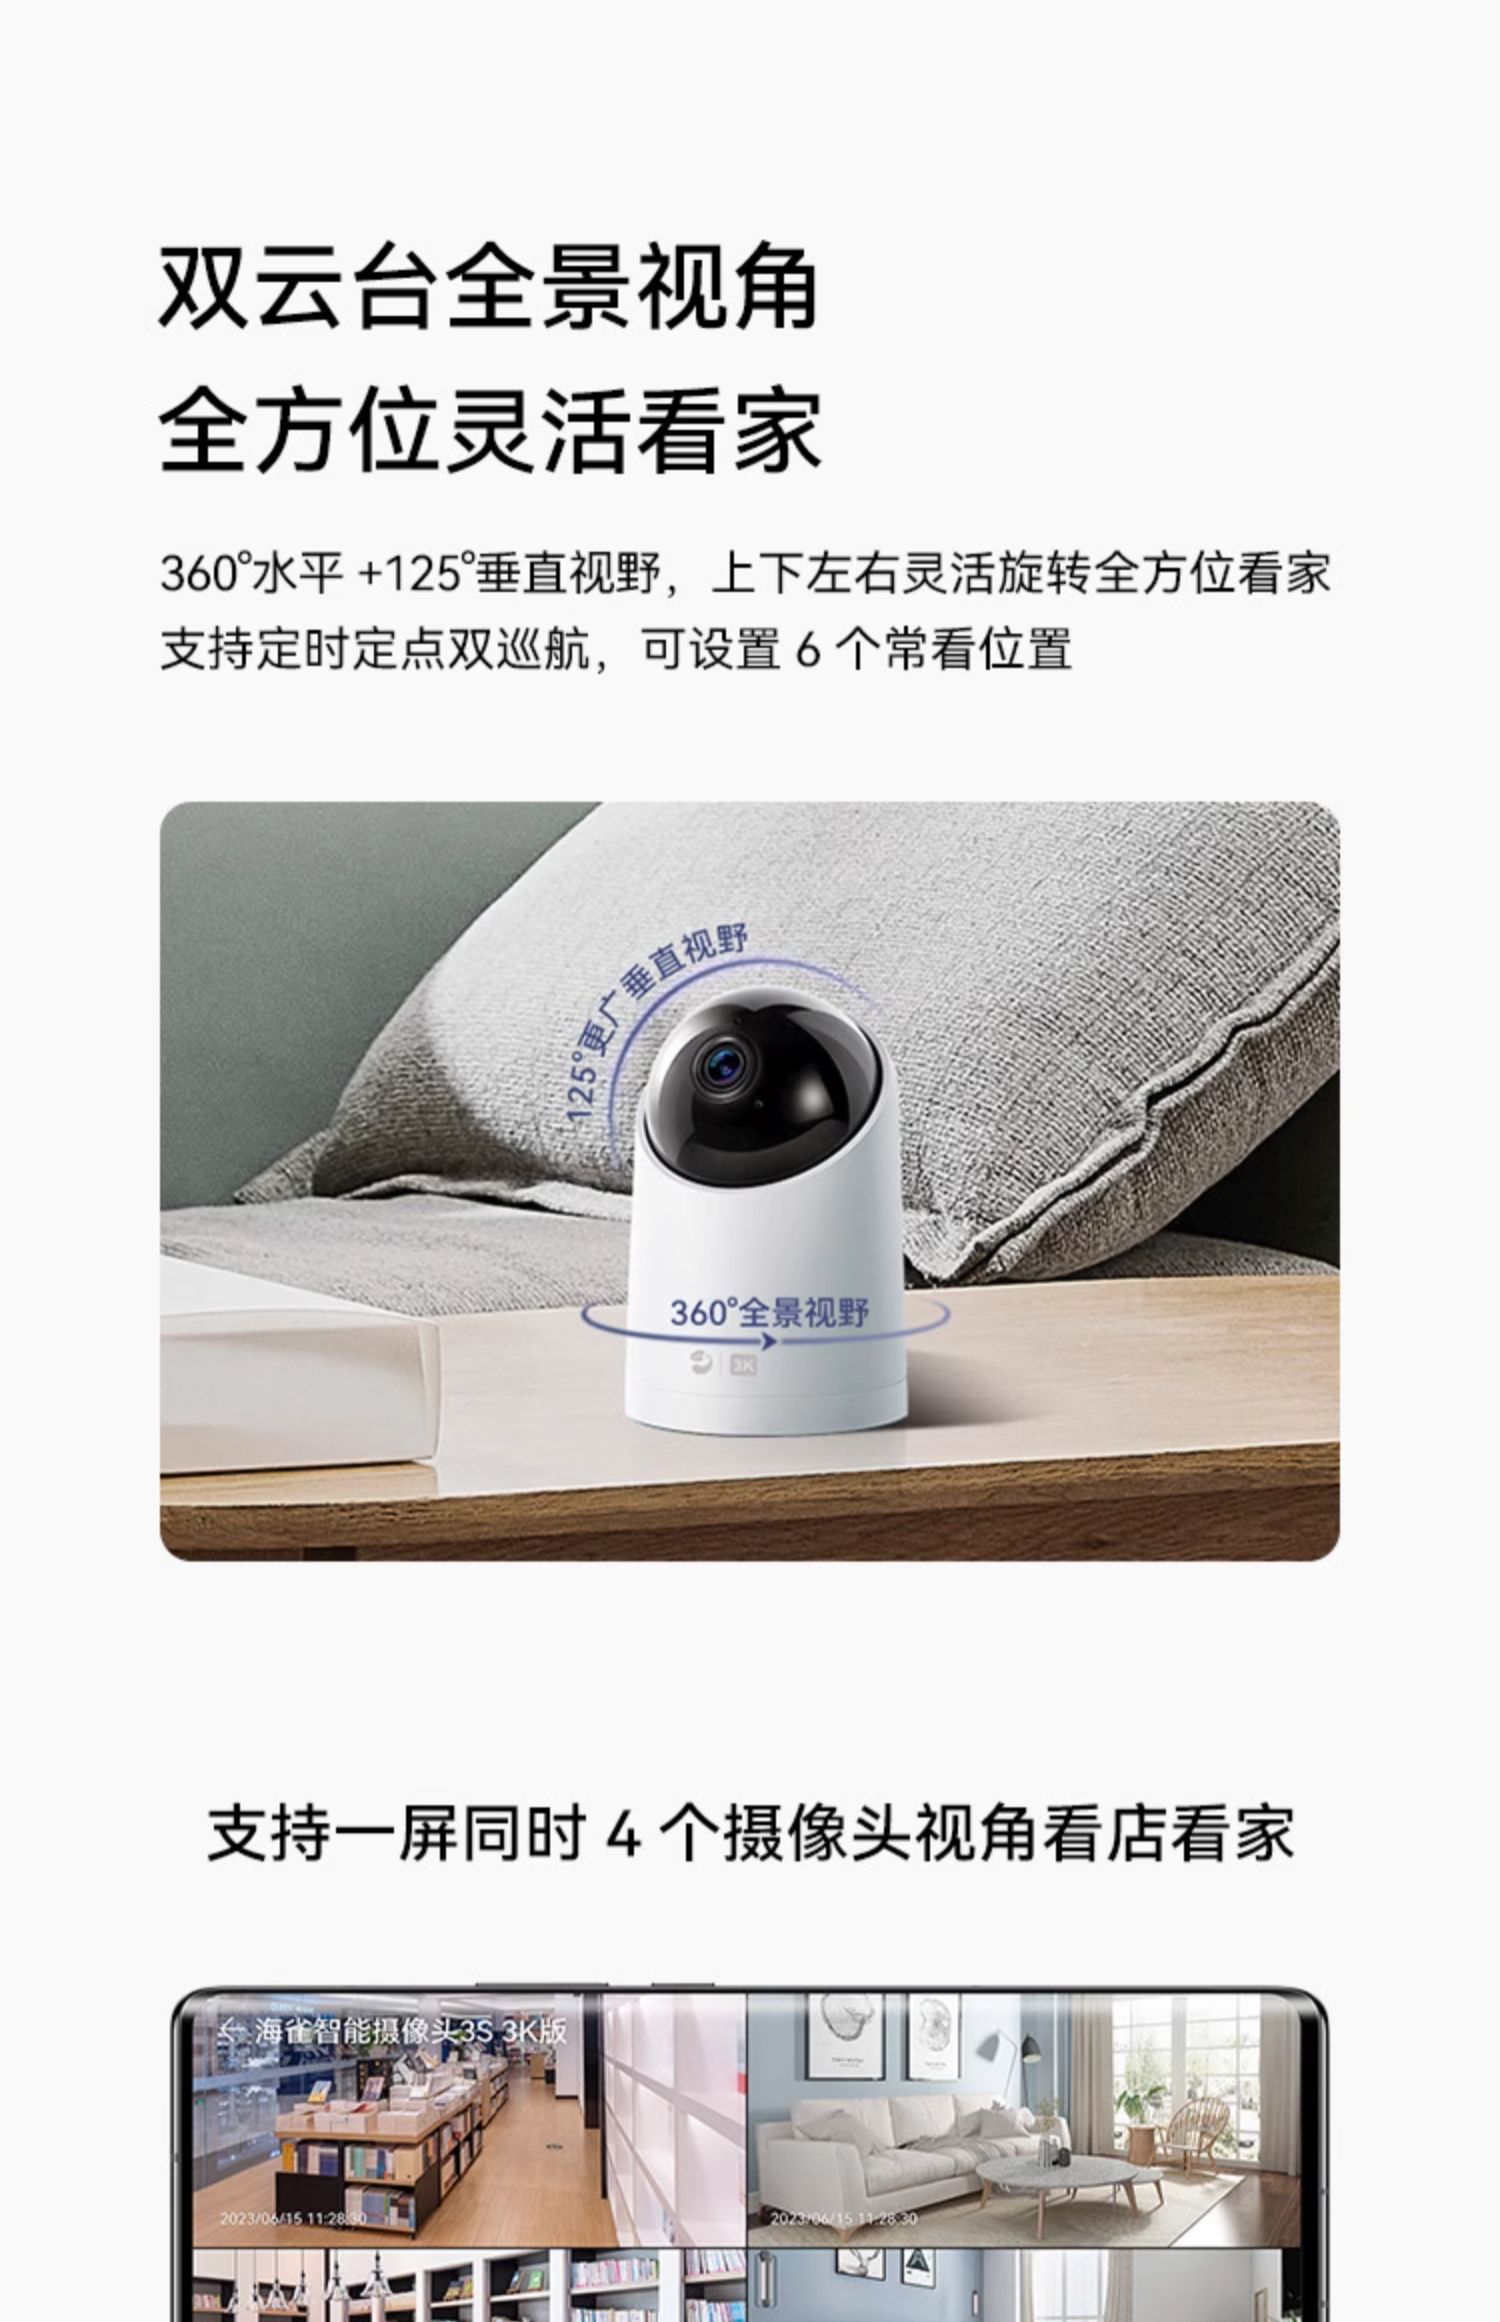 双云台全景视角
全方位灵活看家
360°水平 +125°垂直视野，上下左右灵活旋转全方位看家
支持定时定点双巡航，可设置 6 个常看位置
125°更广垂直视野
360°全景视野
3K
支持一屏同时 4 个摄像头视角看店看家
← 海雀智能摄像头3S 3K版
2023/06/15 11:28:30
2023/06/15 11:28:30